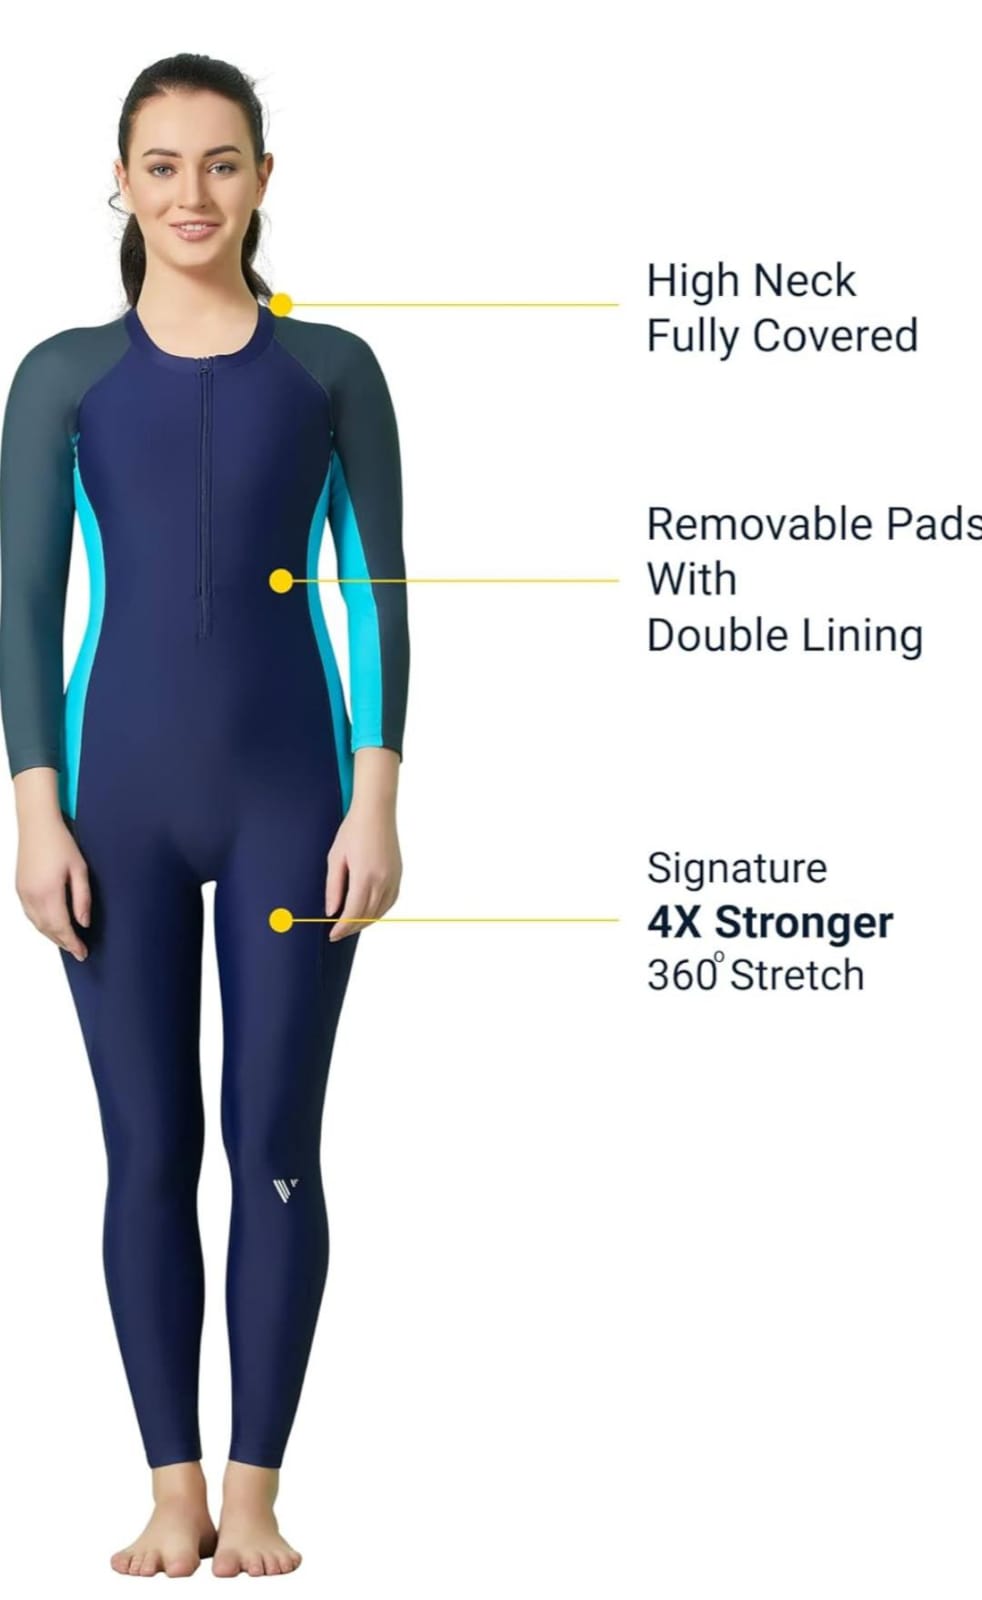 High Neck
Fully Covered
Removable Pads
With
Double Lining
Signature
4X Stronger
360° Stretch